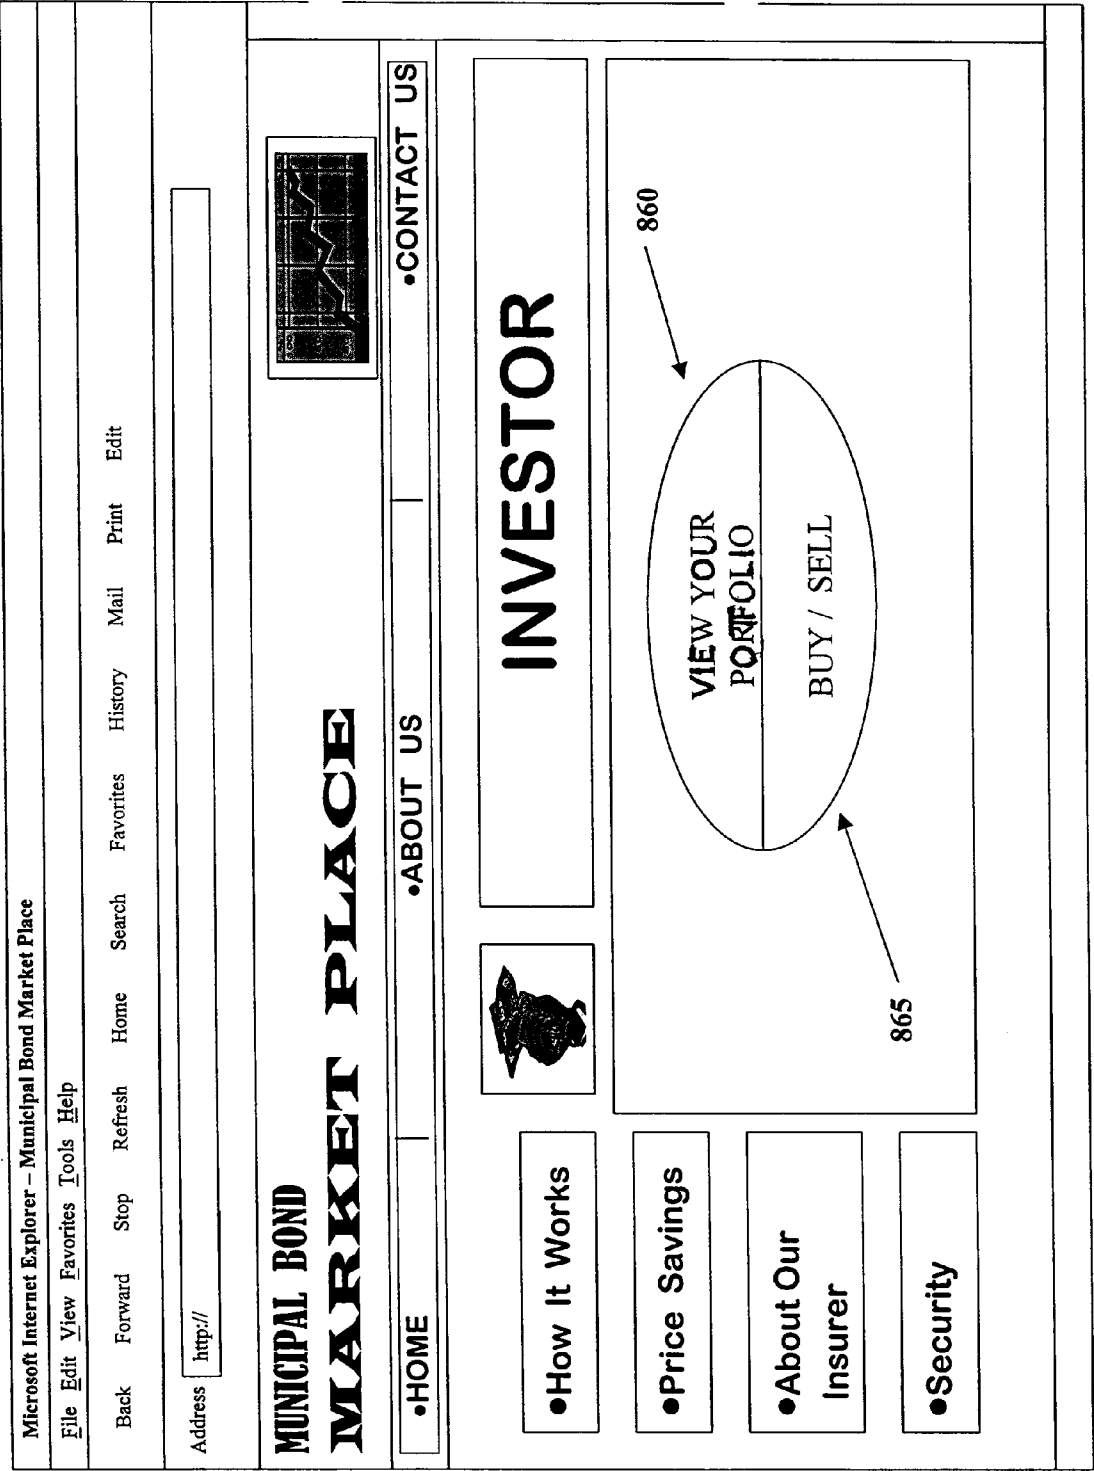 Microsoft Internet Explorer – Municipal Bond Market Place
File Edit View Favorites Tools Help
Back Forward Stop Refresh Home Search Favorites History Mail Print Edit
Address http://
MUNICIPAL BOND
MARKET PLACE
•HOME •ABOUT US •CONTACT US
INVESTOR
•How It Works
•Price Savings
•About Our
Insurer
•Security
VIEW YOUR
PORTFOLIO
BUY / SELL
860
865